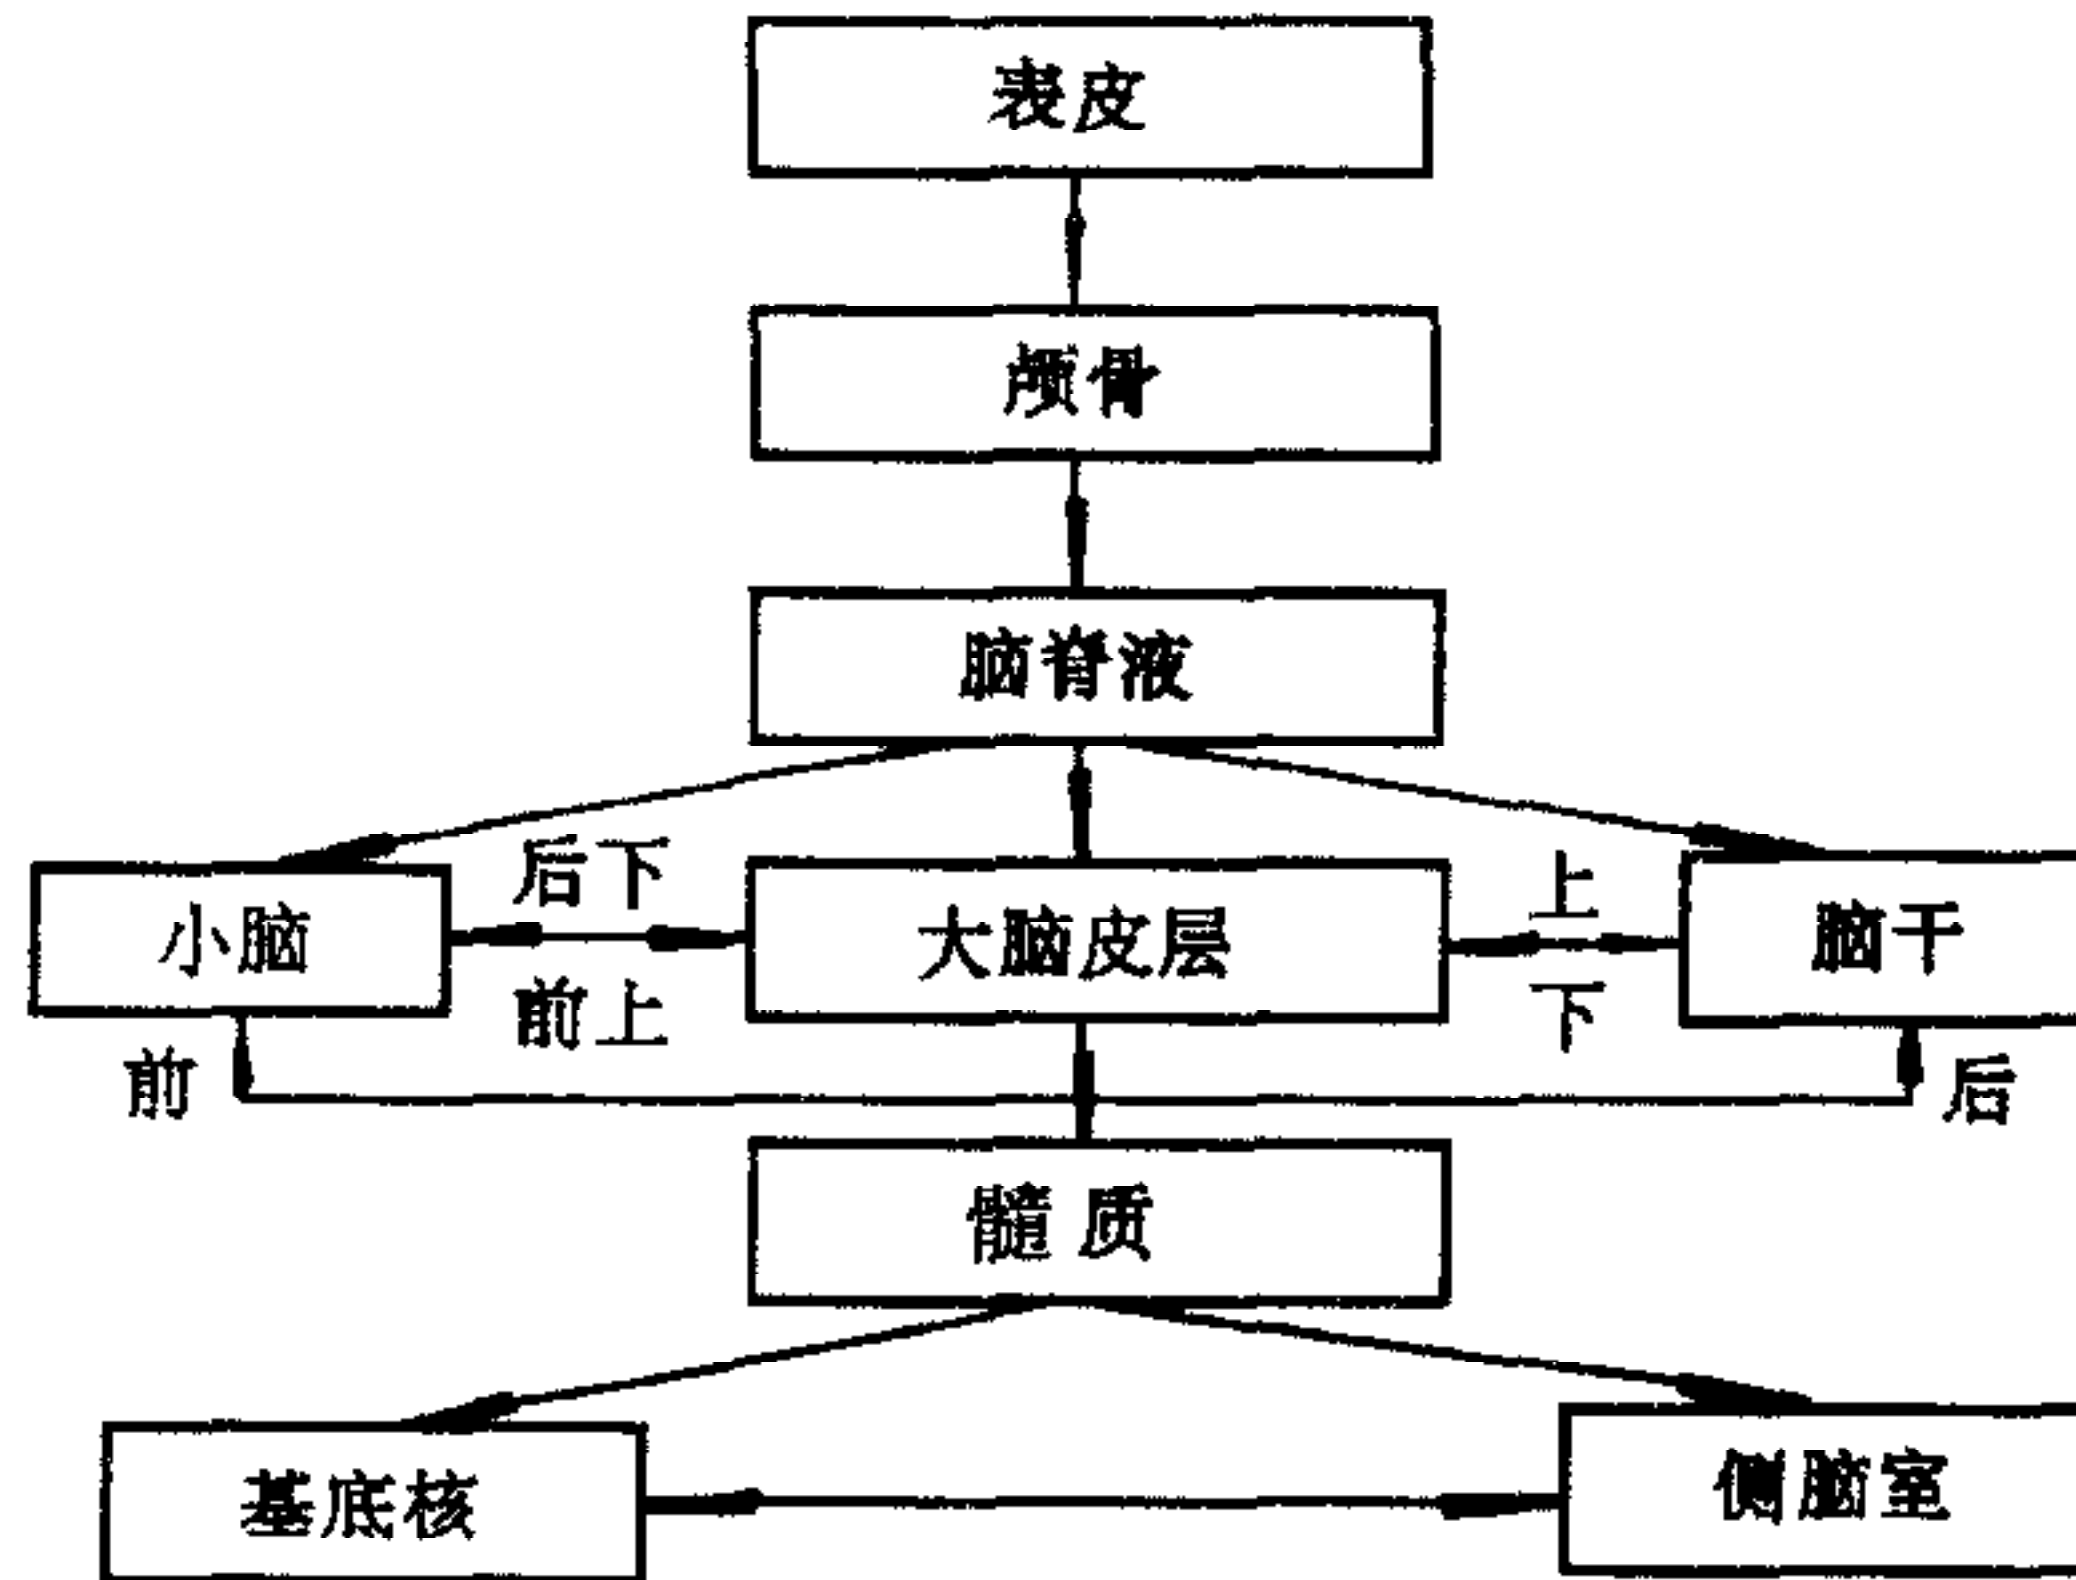 表皮
颅骨
脑脊液
后下
上
小脑
大脑皮层
脑干
前上
下
前
后
髓质
基底核
侧脑室